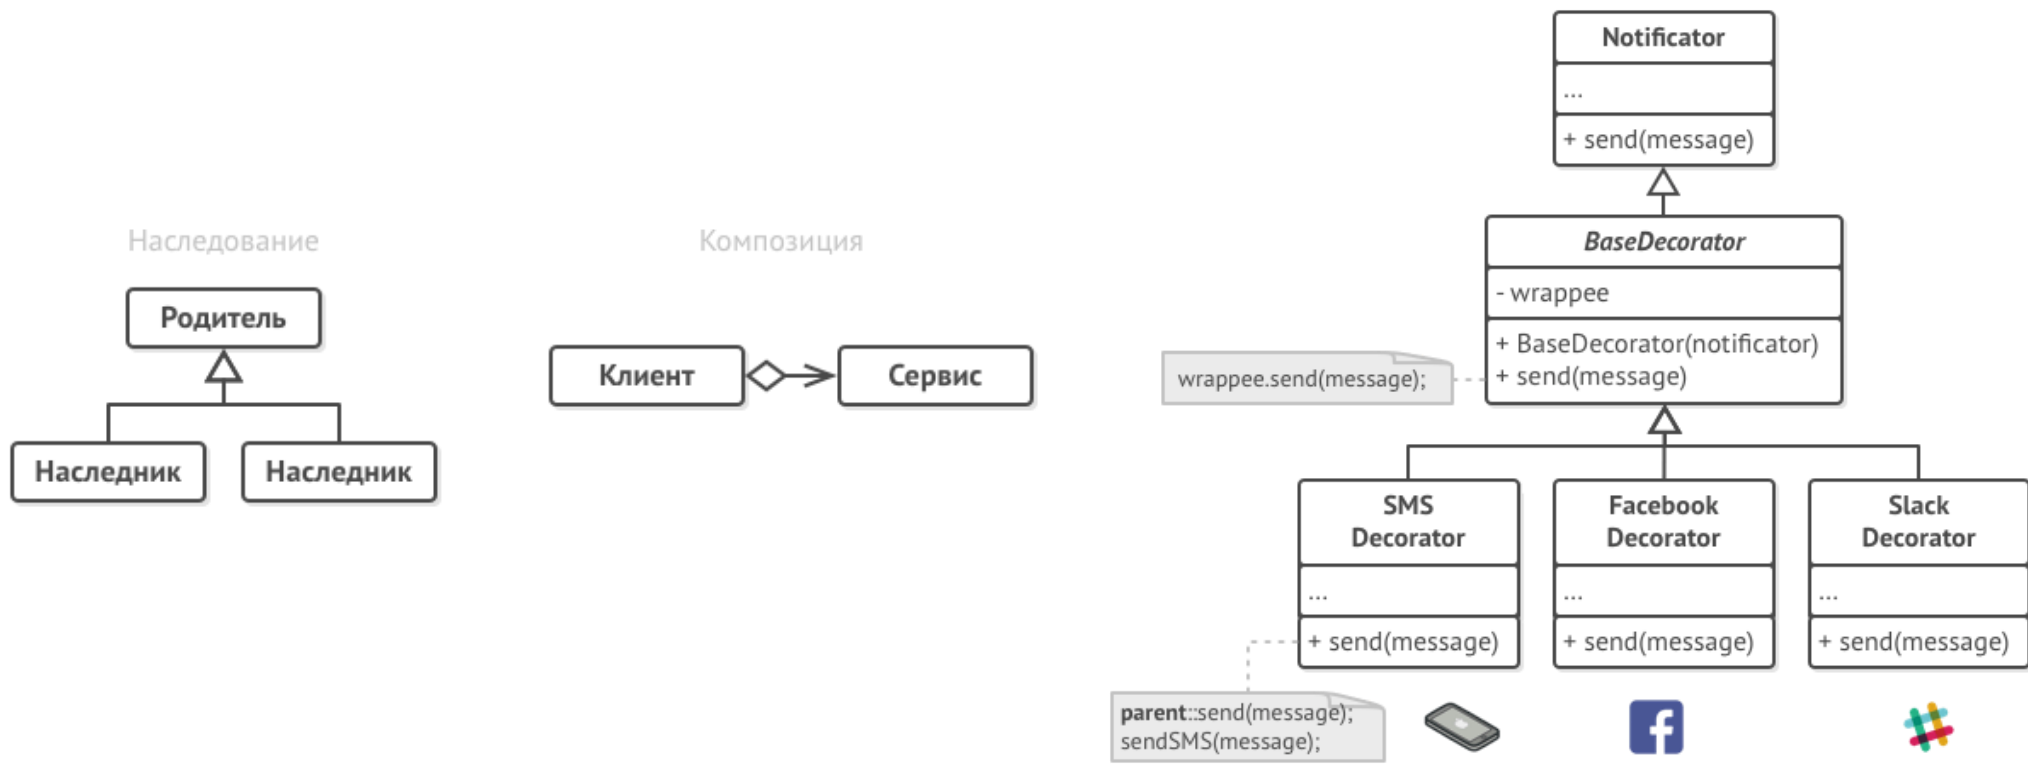 Наследование
Родитель
Наследник
Наследник
Композиция
Клиент
Сервис
Notificator
...
+ send(message)
BaseDecorator
- wrappee
+ BaseDecorator(notificator)
+ send(message)
wrappee.send(message);
SMS
Decorator
...
+ send(message)
Facebook
Decorator
...
+ send(message)
Slack
Decorator
...
+ send(message)
parent::send(message);
sendSMS(message);